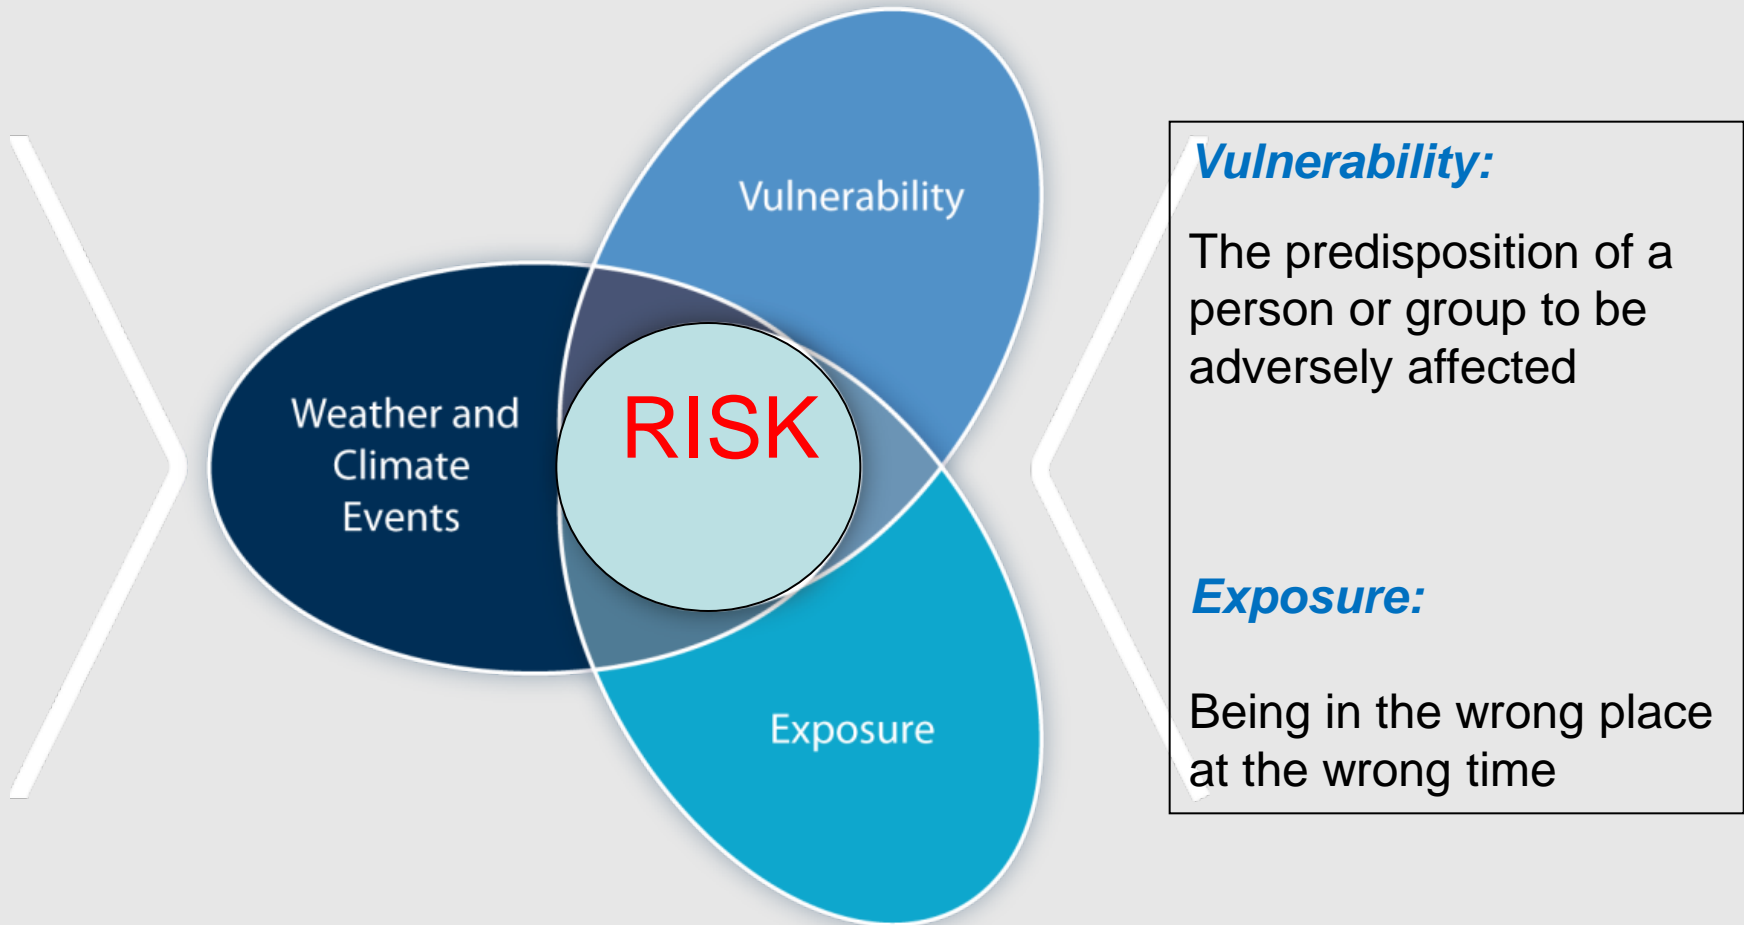 Vulnerability
Weather and
Climate
Events
RISK
Exposure
Vulnerability:
The predisposition of a
person or group to be
adversely affected
Exposure:
Being in the wrong place
at the wrong time